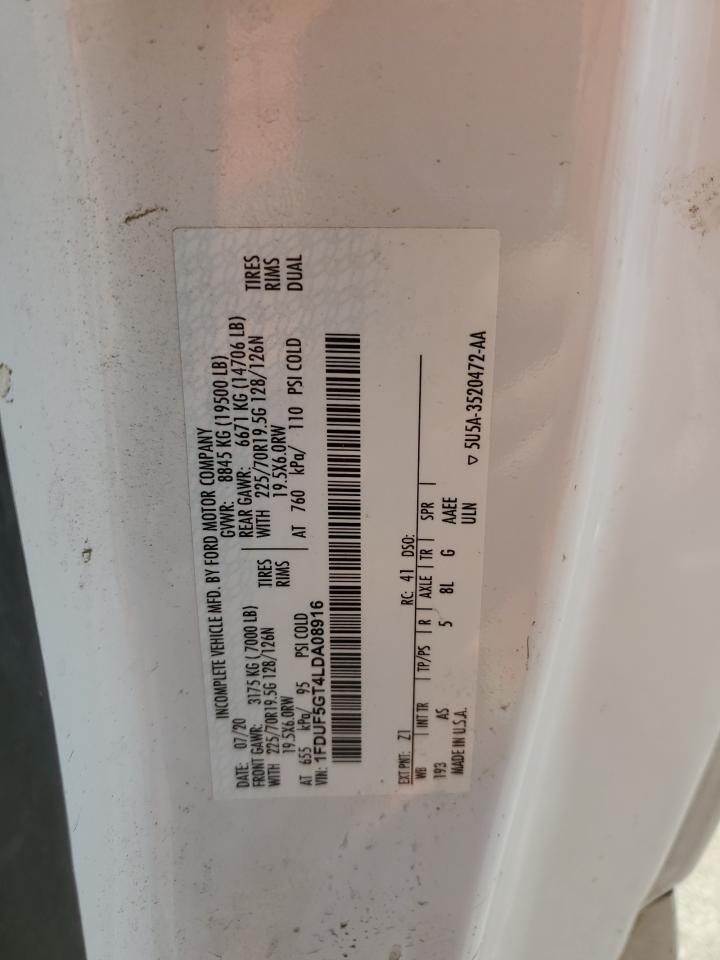 INCOMPLETE VEHICLE MFD. BY FORD MOTOR COMPANY
DATE: 07/20 GVWR: 8845 KG (19500 LB)
FRONT GAWR: 3175 KG (7000 LB) REAR GAWR: 6671 KG (14706 LB)
WITH 225/70R19.5G 128/126N TIRES WITH 225/70R19.5G 128/126N TIRES
19.5X6.0RW RIMS 19.5X6.0RW RIMS
AT 655 kPa/ 95 PSI COLD AT 760 kPa/ 110 PSI COLD DUAL
VIN: 1FDUF5GT4LDA08916
EXT PNT: Z1 RC: 41 DSO:
WB INT TR TP/PS R AXLE TR SPR
193 AS 5 8L G AAEE
MADE IN U.S.A. ULN
▽ 5U5A-3520472-AA